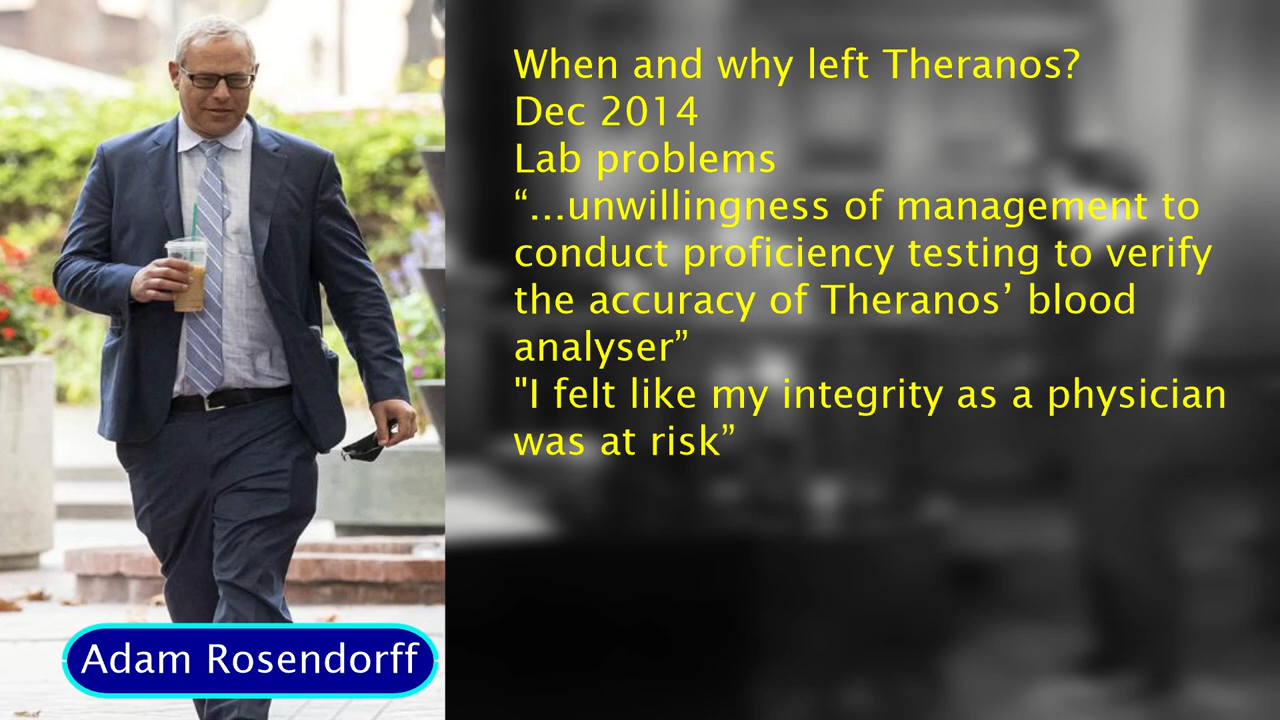 When and why left Theranos?
Dec 2014
Lab problems
“...unwillingness of management to
conduct proficiency testing to verify
the accuracy of Theranos’ blood
analyser”
"I felt like my integrity as a physician
was at risk”
Adam Rosendorff